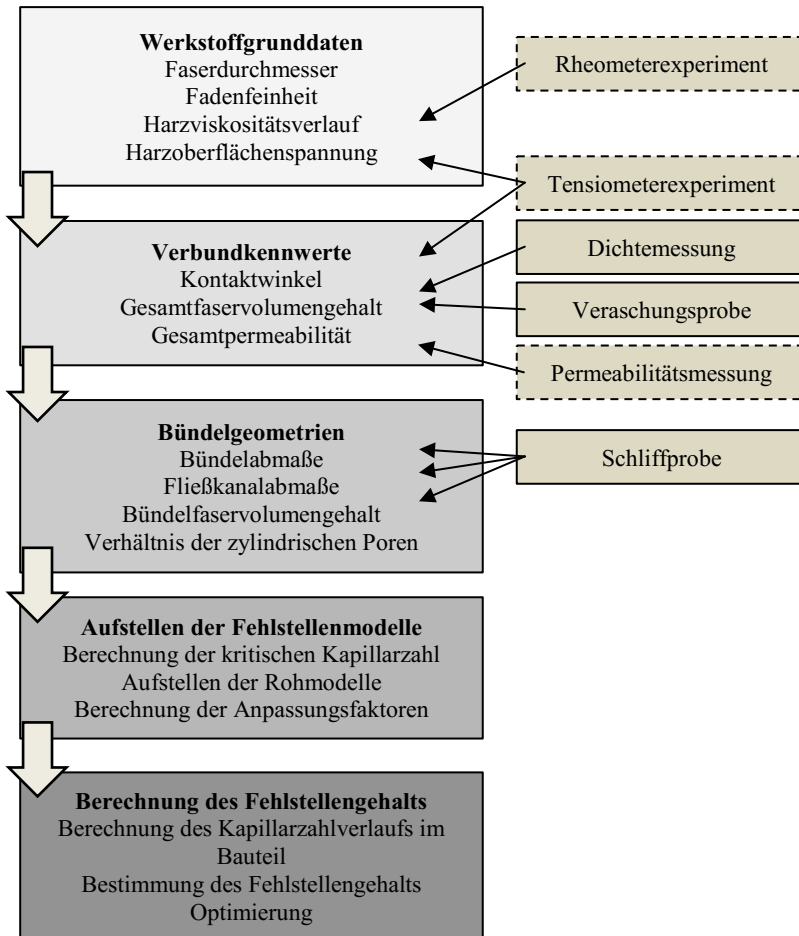 Werkstoffgrunddaten
Faserdurchmesser
Fadenfeinheit
Harzviskositätsverlauf
Harzoberflächenspannung
Rheometerexperiment
Tensiometerexperiment
Verbundkennwerte
Kontaktwinkel
Gesamtfaservolumengehalt
Gesamtpermeabilität
Dichtemessung
Veraschungsprobe
Permeabilitätsmessung
Bündelgeometrien
Bündelabmaße
Fließkanalabmaße
Bündelfaservolumengehalt
Verhältnis der zylindrischen Poren
Schliffprobe
Aufstellen der Fehlstellenmodelle
Berechnung der kritischen Kapillarzahl
Aufstellen der Rohmodelle
Berechnung der Anpassungsfaktoren
Berechnung des Fehlstellengehalts
Berechnung des Kapillarzahlverlaufs im
Bauteil
Bestimmung des Fehlstellengehalts
Optimierung